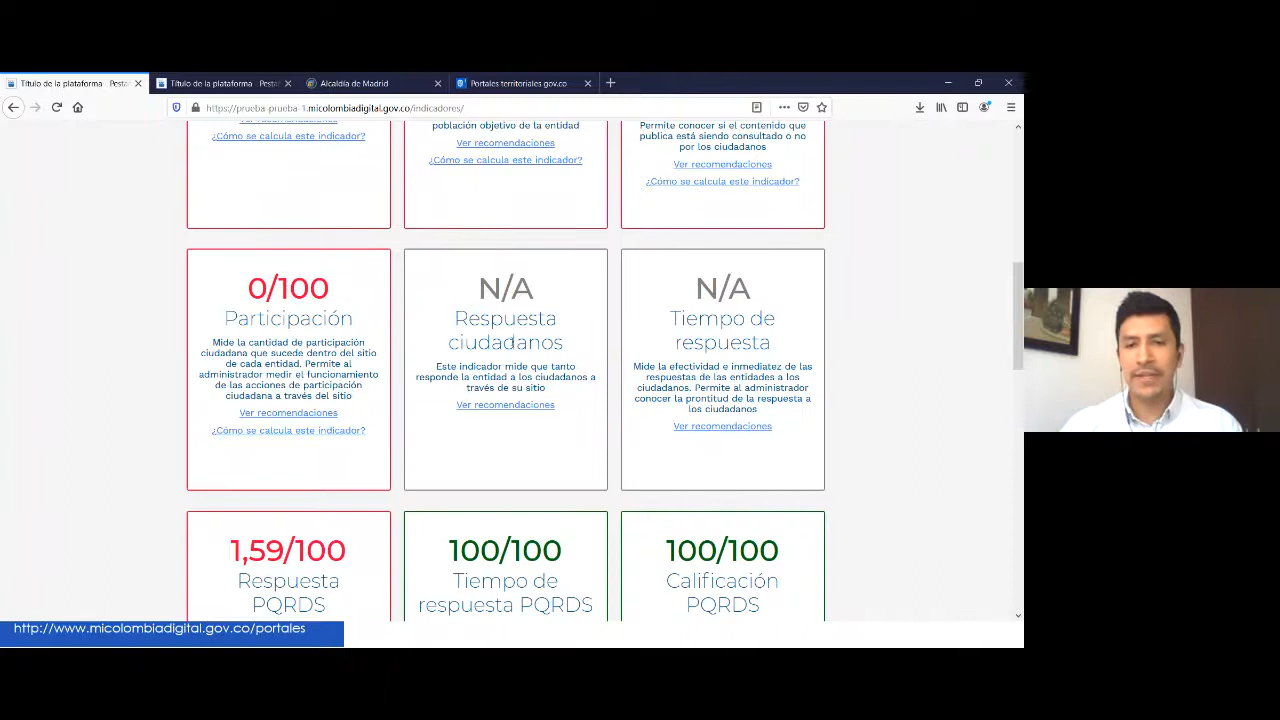 Título de la plataforma - Pesta
Título de la plataforma - Pesta
Alcaldía de Madrid
Portales territoriales gov.co
https://prueba-prueba-1.micolombiadigital.gov.co/indicadores/
¿Cómo se calcula este indicador?
población objetivo de la entidad
Ver recomendaciones
¿Cómo se calcula este indicador?
Permite conocer si el contenido que
publica está siendo consultado o no
por los ciudadanos
Ver recomendaciones
¿Cómo se calcula este indicador?
0/100
Participación
Mide la cantidad de participación
ciudadana que sucede dentro del sitio
de cada entidad. Permite al
administrador medir el funcionamiento
de las acciones de participación
ciudadana a través del sitio
Ver recomendaciones
¿Cómo se calcula este indicador?
N/A
Respuesta
ciudadanos
Este indicador mide que tanto
responde la entidad a los ciudadanos a
través de su sitio
Ver recomendaciones
N/A
Tiempo de
respuesta
Mide la efectividad e inmediatez de las
respuestas de las entidades a los
ciudadanos. Permite al administrador
conocer la prontitud de la respuesta a
los ciudadanos
Ver recomendaciones
1,59/100
Respuesta
PQRDS
100/100
Tiempo de
respuesta PQRDS
100/100
Calificación
PQRDS
http://www.micolombiadigital.gov.co/portales